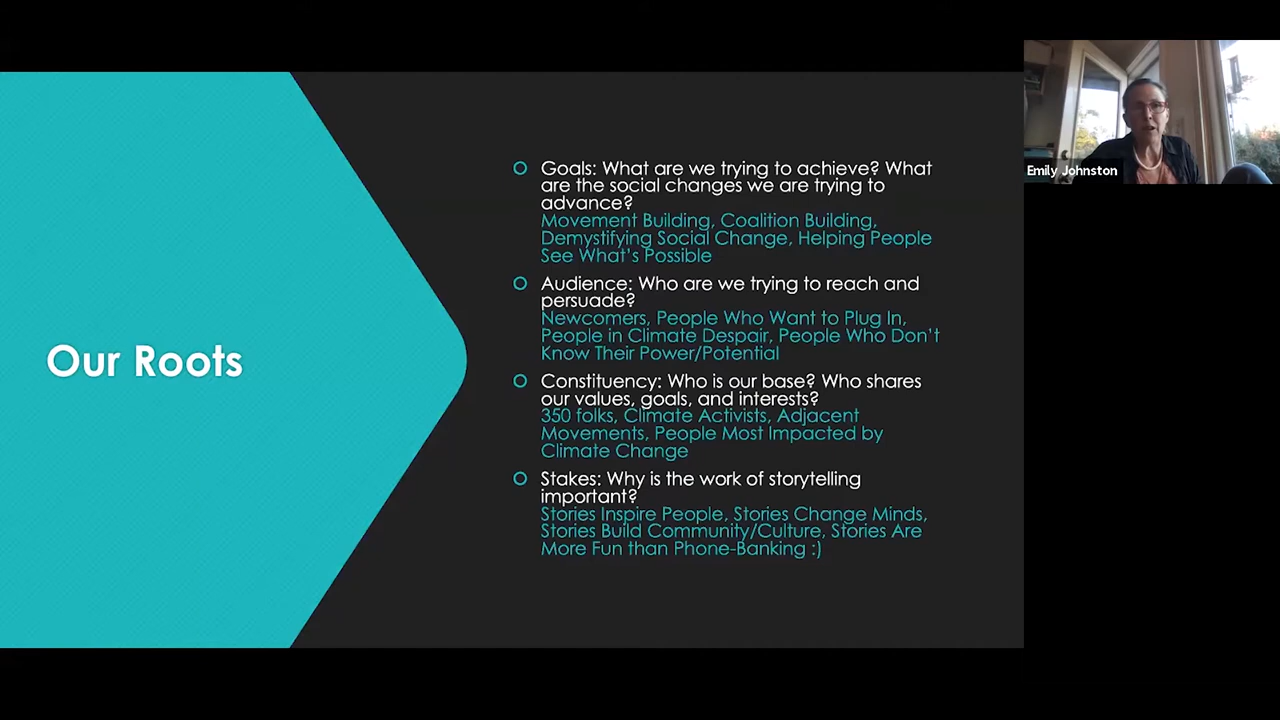 Our Roots
Goals: What are we trying to achieve? What
are the social changes we are trying to
advance?
Movement Building, Coalition Building,
Demystifying Social Change, Helping People
See What's Possible
Audience: Who are we trying to reach and
persuade?
Newcomers, People Who Want to Plug In,
People in Climate Despair, People Who Don't
Know Their Power/Potential
Constituency: Who is our base? Who shares
our values, goals, and interests?
350 folks, Climate Activists, Adjacent
Movements, People Most Impacted by
Climate Change
Stakes: Why is the work of storytelling
important?
Stories Inspire People, Stories Change Minds,
Stories Build Community/Culture, Stories Are
More Fun than Phone-Banking :)
Emily Johnston